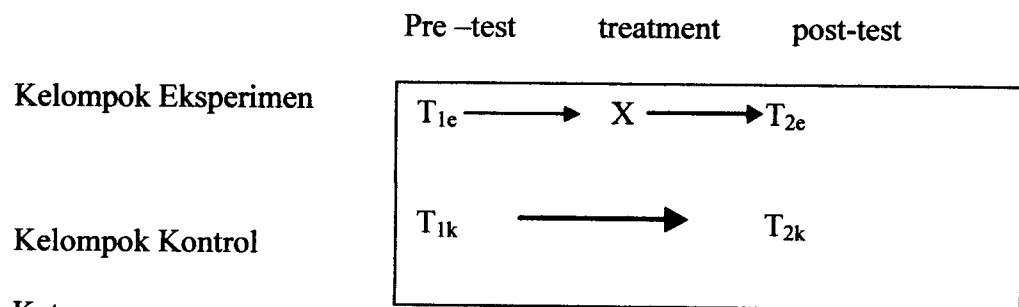 Pre –test treatment post-test
Kelompok Eksperimen T1e X T2e
T1k T2k
Kelompok Kontrol